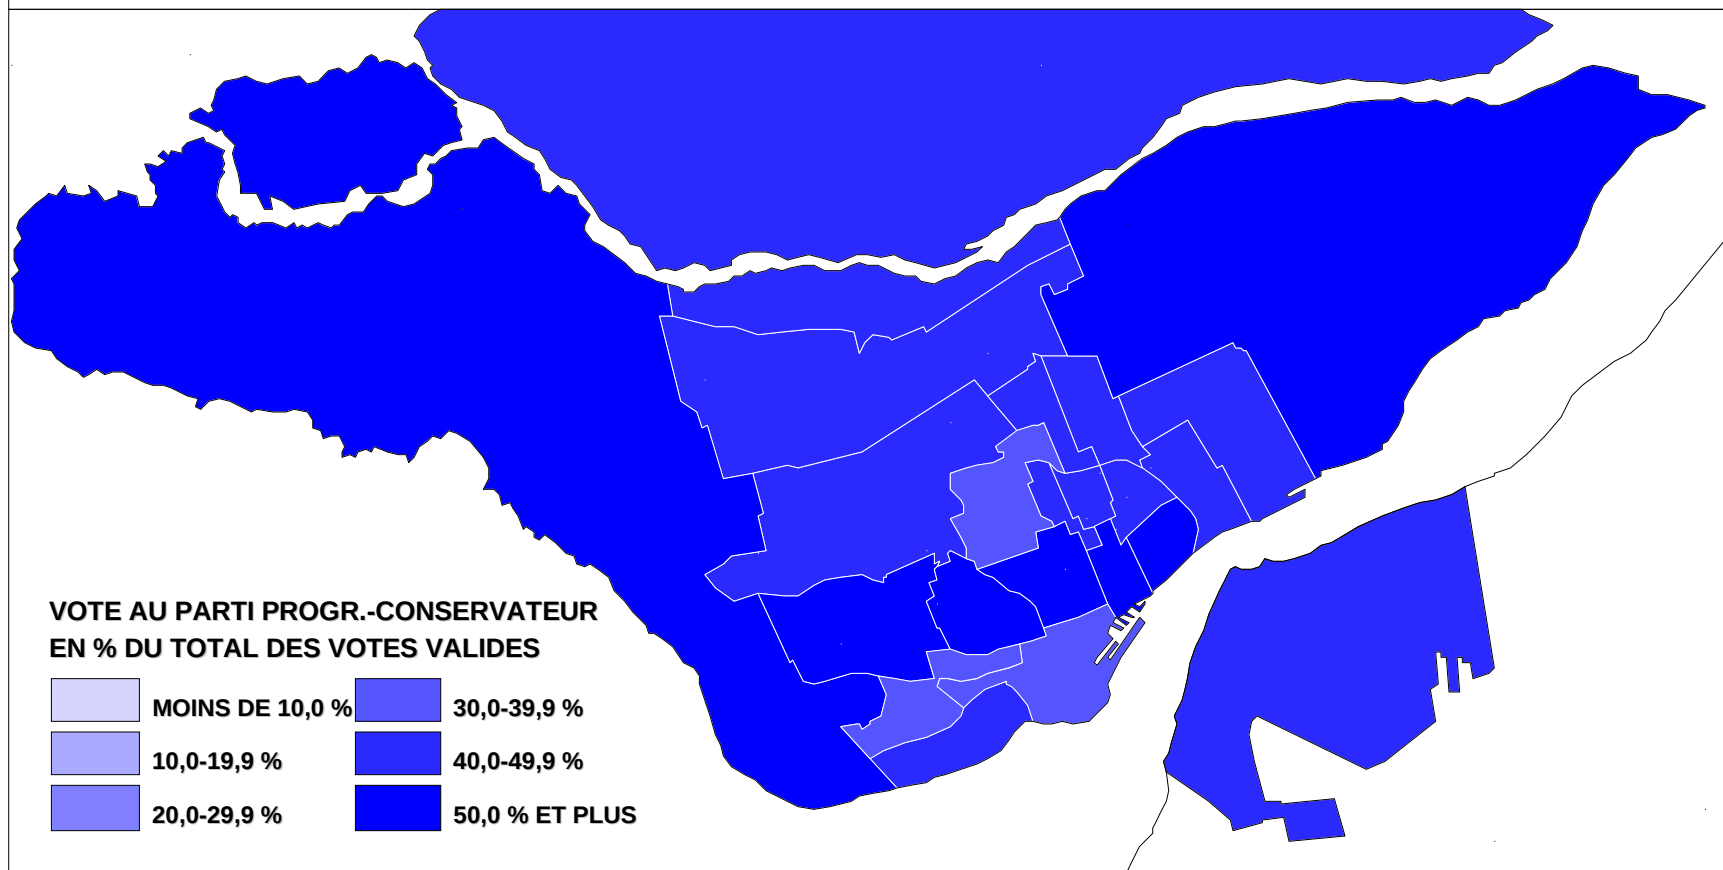 VOTE AU PARTI PROGR.-CONSERVATEUR
EN % DU TOTAL DES VOTES VALIDES
MOINS DE 10,0 %
10,0-19,9 %
20,0-29,9 %
30,0-39,9 %
40,0-49,9 %
50,0 % ET PLUS